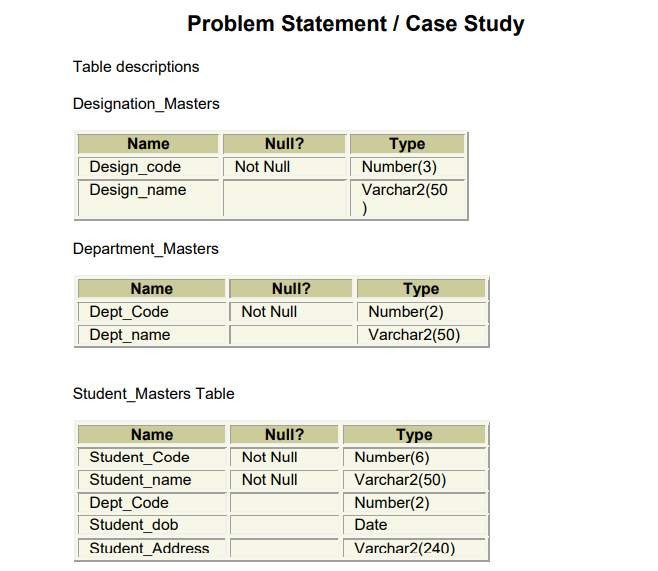 Problem Statement / Case Study
Table descriptions
Designation_Masters
Name Null? Type
Design_code Not Null Number(3)
Design_name Varchar2(50
)
Department_Masters
Name Null? Type
Dept_Code Not Null Number(2)
Dept_name Varchar2(50)
Student_Masters Table
Name Null? Type
Student_Code Not Null Number(6)
Student_name Not Null Varchar2(50)
Dept_Code Number(2)
Student_dob Date
Student_Address Varchar2(240)